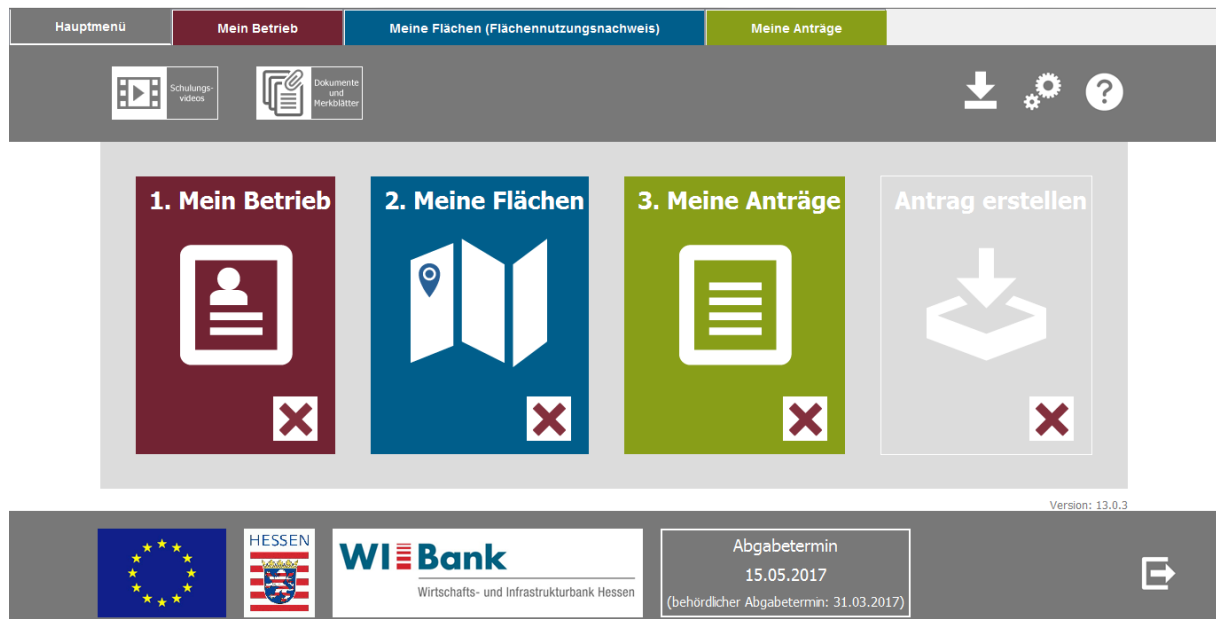 Hauptmenü
Mein Betrieb
Meine Flächen (Flächennutzungsnachweis)
Meine Anträge
Schulungs-
videos
Dokumente
und
Merkblätter
?
1. Mein Betrieb
2. Meine Flächen
3. Meine Anträge
Antrag erstellen
Version: 13.0.3
HESSEN
WIBank
Wirtschafts- und Infrastrukturbank Hessen
Abgabetermin
15.05.2017
(behördlicher Abgabetermin: 31.03.2017)